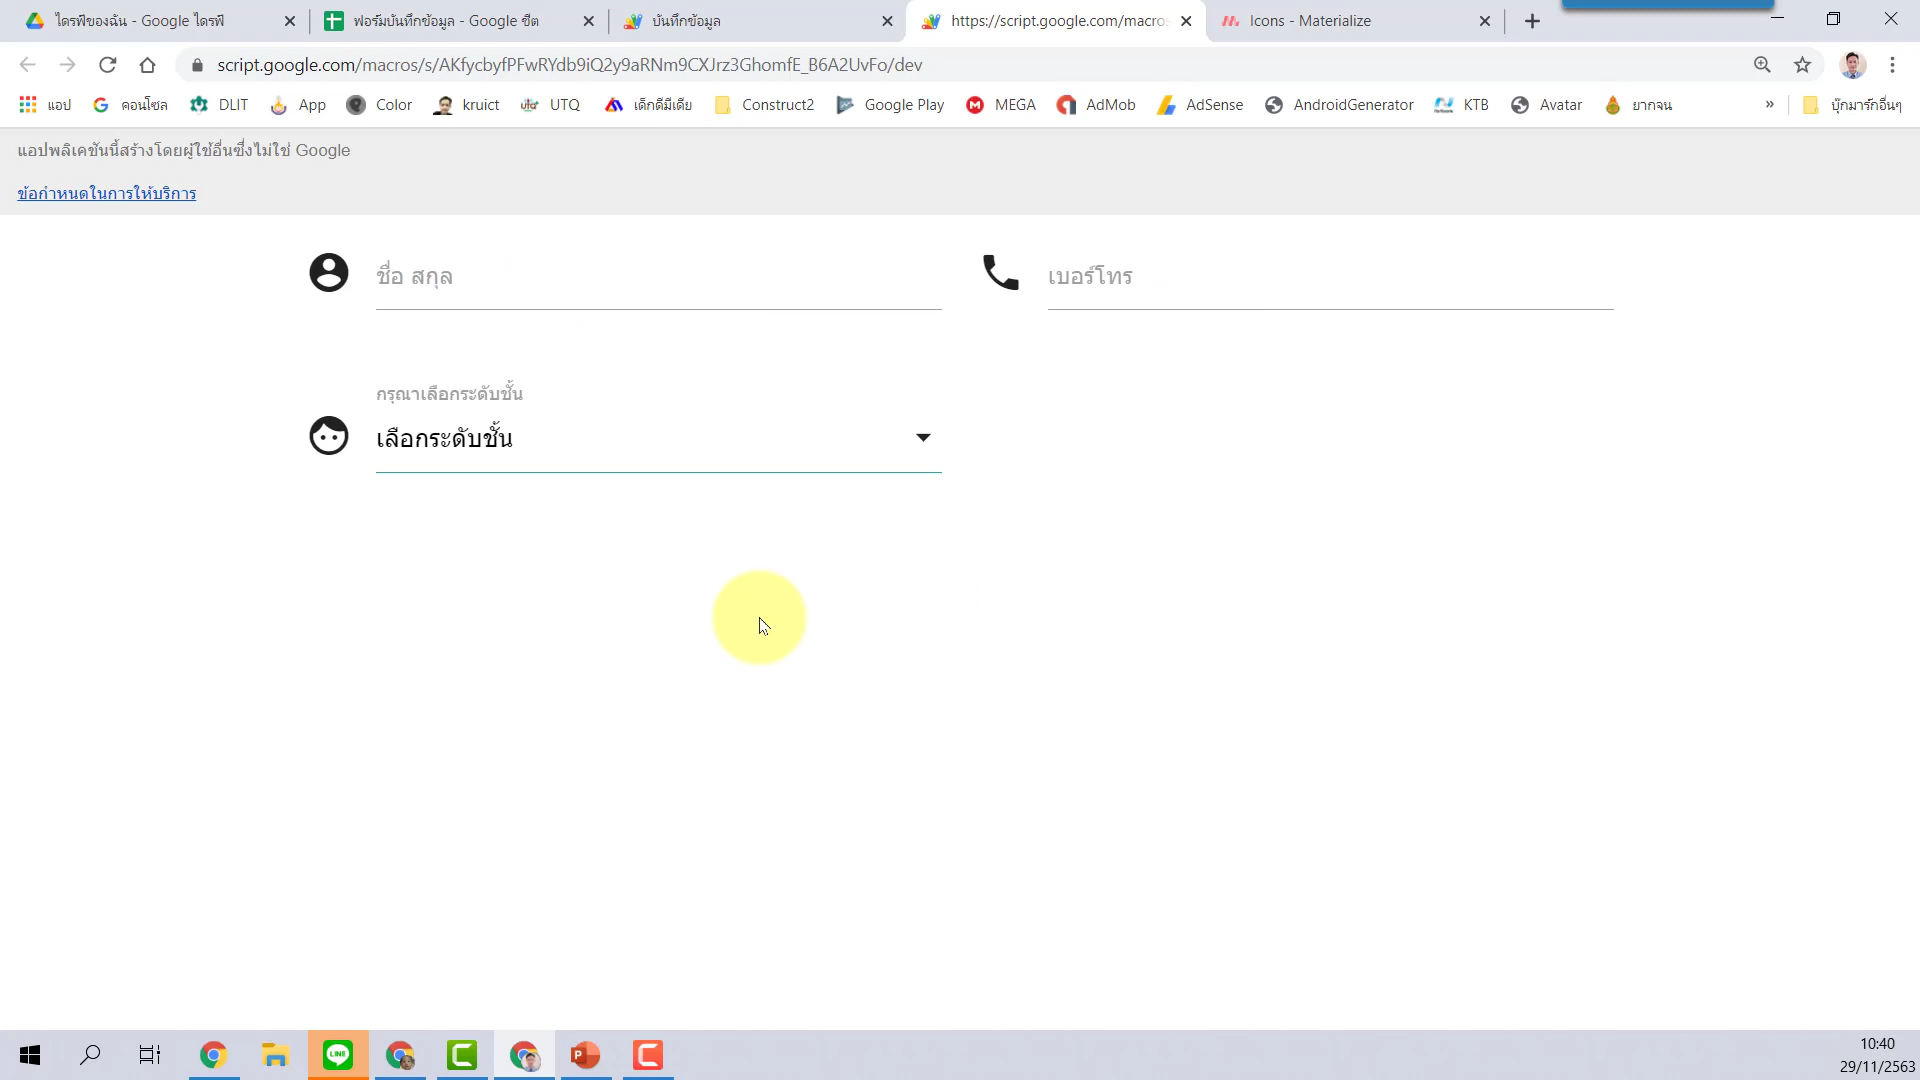 ไดรฟ์ของฉัน - Google ไดรฟ์
ฟอร์มบันทึกข้อมูล - Google ชีต
บันทึกข้อมูล
https://script.google.com/macros
Icons - Materialize
script.google.com/macros/s/AKfycbyfPFwRYdb9iQ2y9aRNm9CXJrz3GhomfE_B6A2UvFo/dev
แอป
คอนโซล
DLIT
App
Color
kruict
UTQ
เด็กดีมีเดีย
Construct2
Google Play
MEGA
AdMob
AdSense
AndroidGenerator
KTB
Avatar
ยากจน
»
บุ๊กมาร์กอื่นๆ
แอปพลิเคชันนี้สร้างโดยผู้ใช้อื่นซึ่งไม่ใช่ Google
ข้อกำหนดในการให้บริการ
ชื่อ สกุล
เบอร์โทร
กรุณาเลือกระดับชั้น
เลือกระดับชั้น
LINE
10:40
29/11/2563